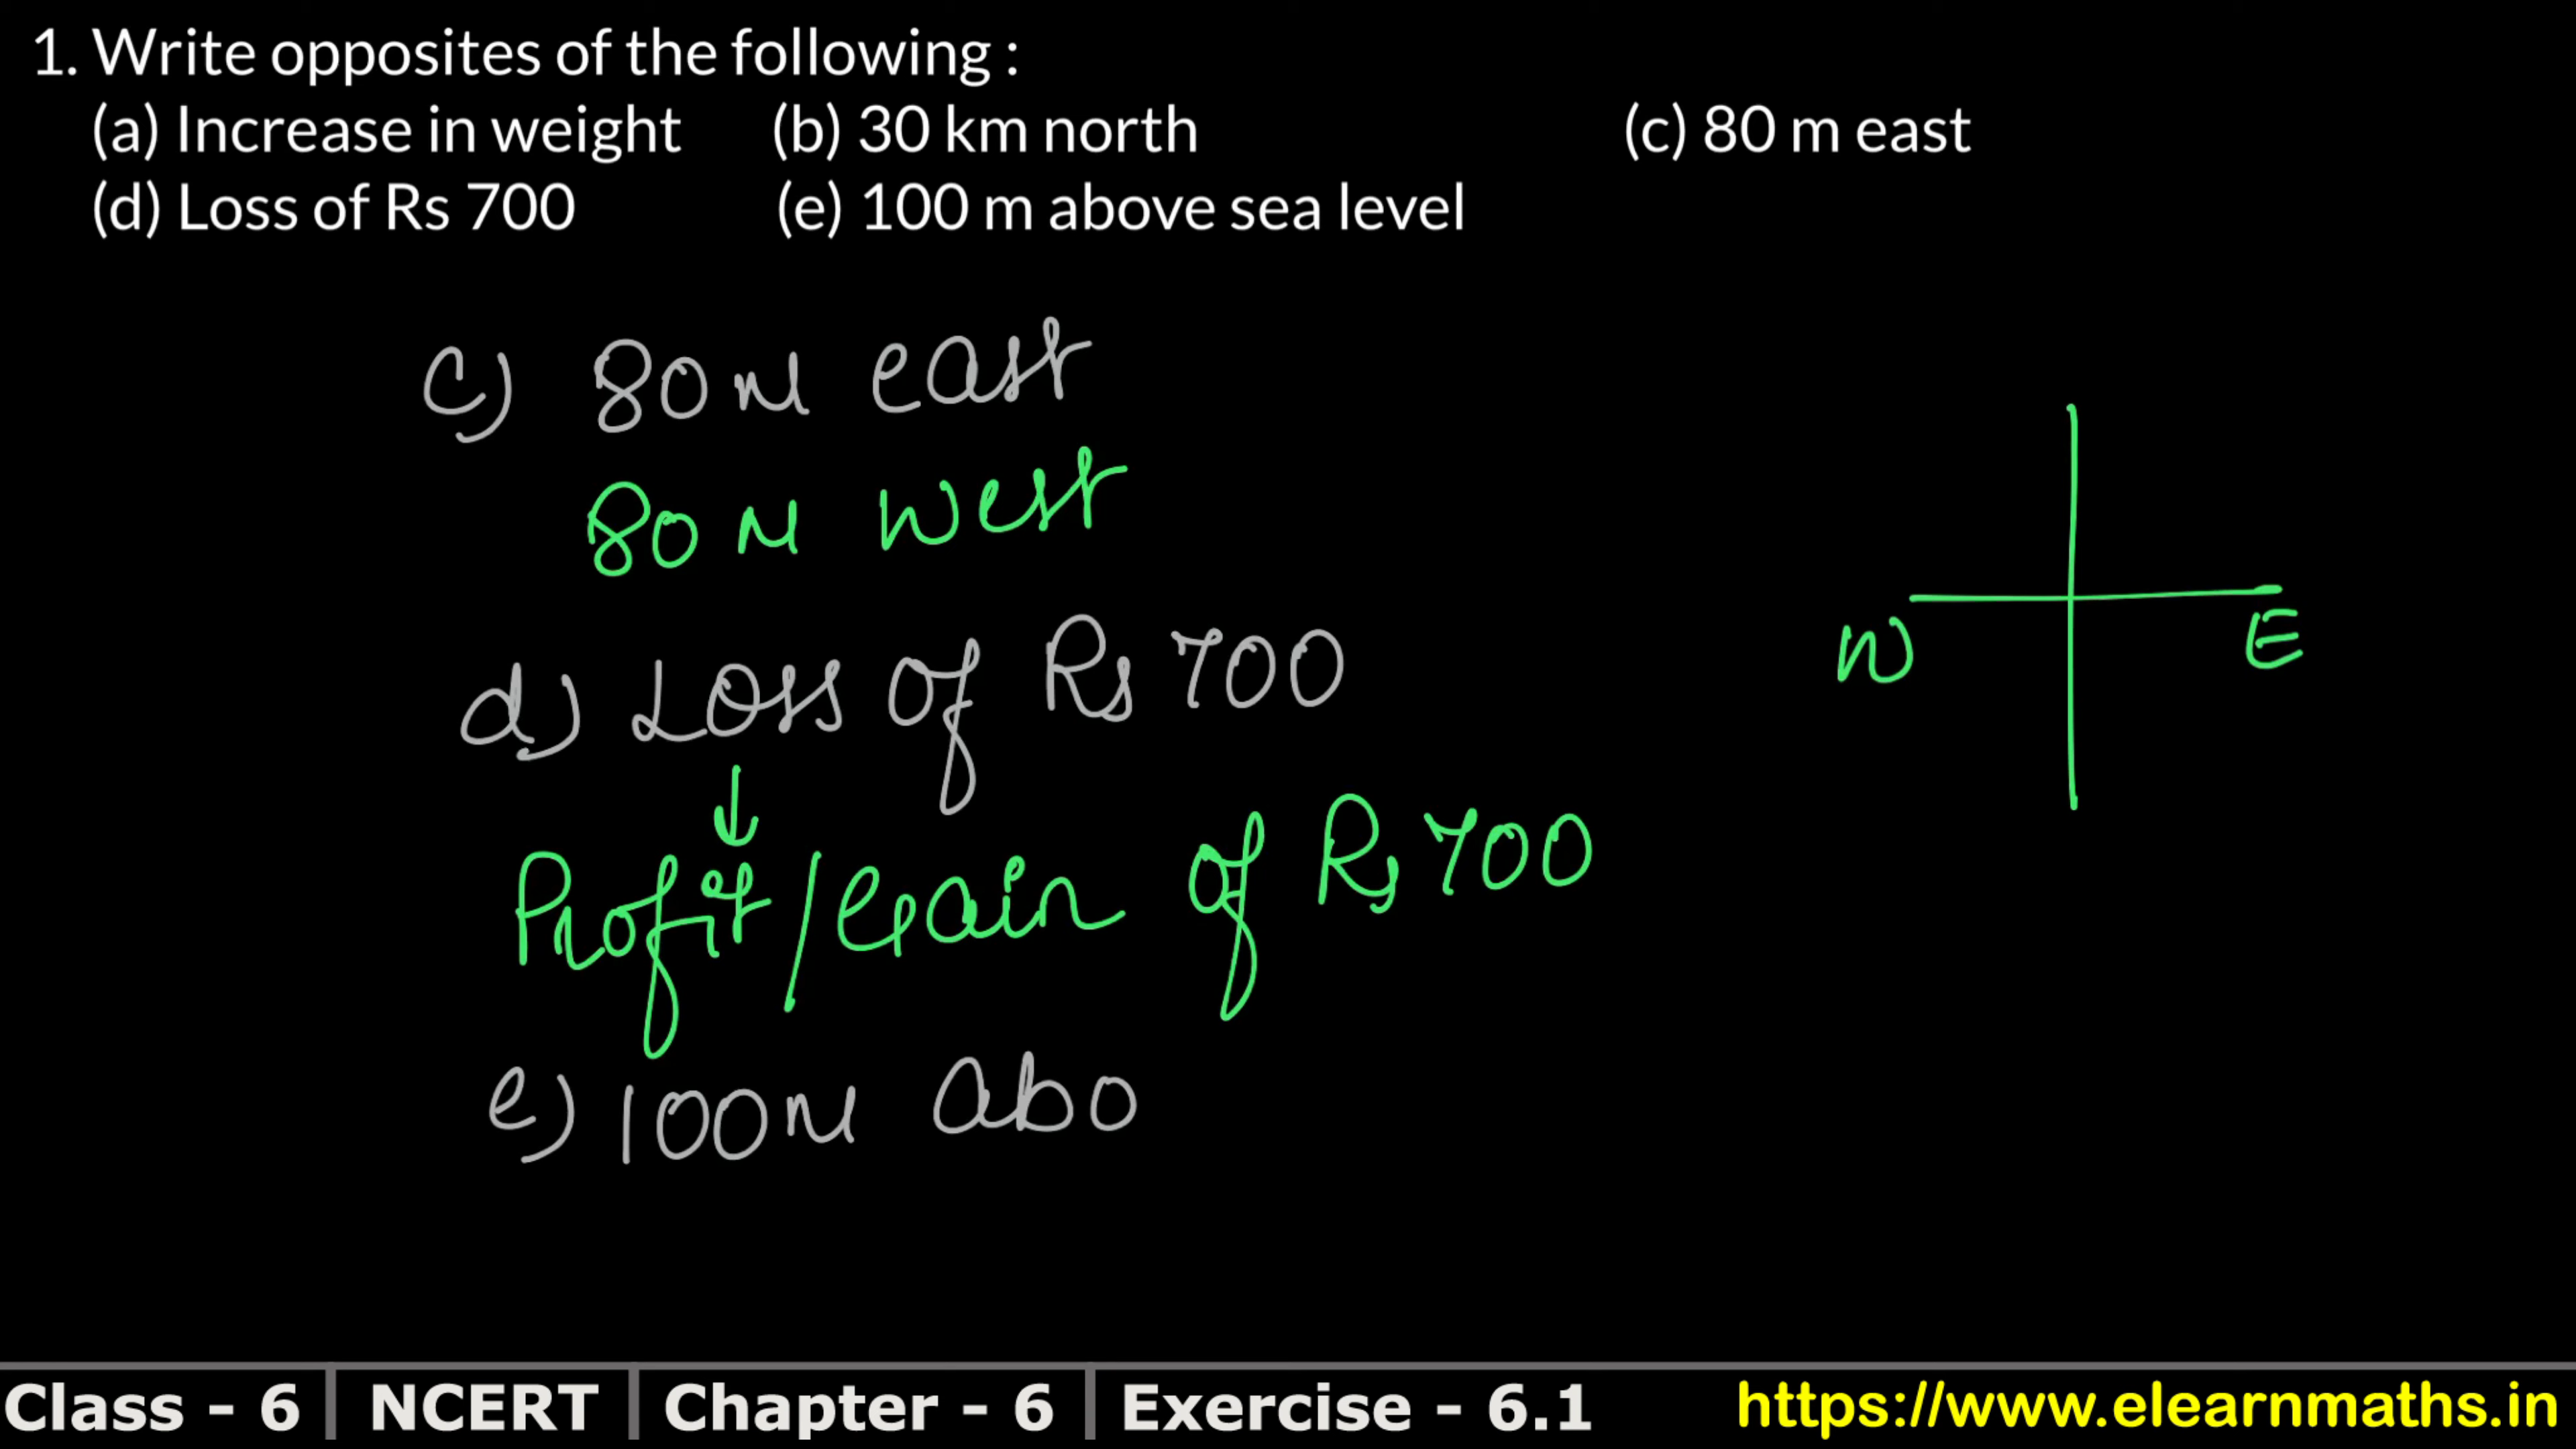 1. Write opposites of the following :
(a) Increase in weight (b) 30 km north (c) 80 m east
(d) Loss of Rs 700 (e) 100 m above sea level
c) 80 m east
80 m west
W E
d) Loss of Rs 700
↓
Profit / Gain of Rs 700
e) 100 m abo
Class - 6 | NCERT | Chapter - 6 | Exercise - 6.1 https://www.elearnmaths.in